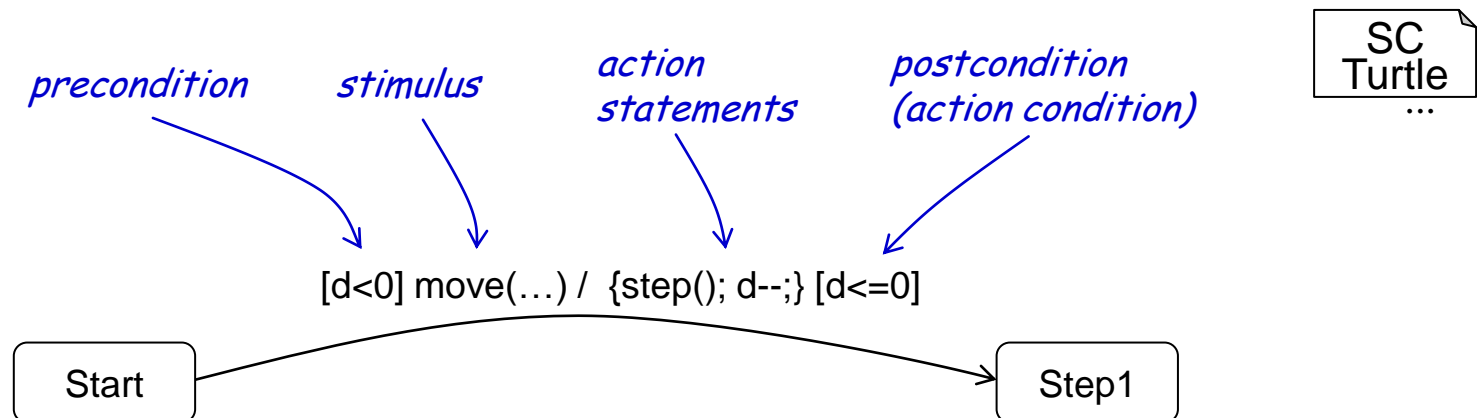 SC
Turtle
...
precondition
stimulus
action
statements
postcondition
(action condition)
[d<0] move(…) / {step(); d--;} [d<=0]
Start
Step1